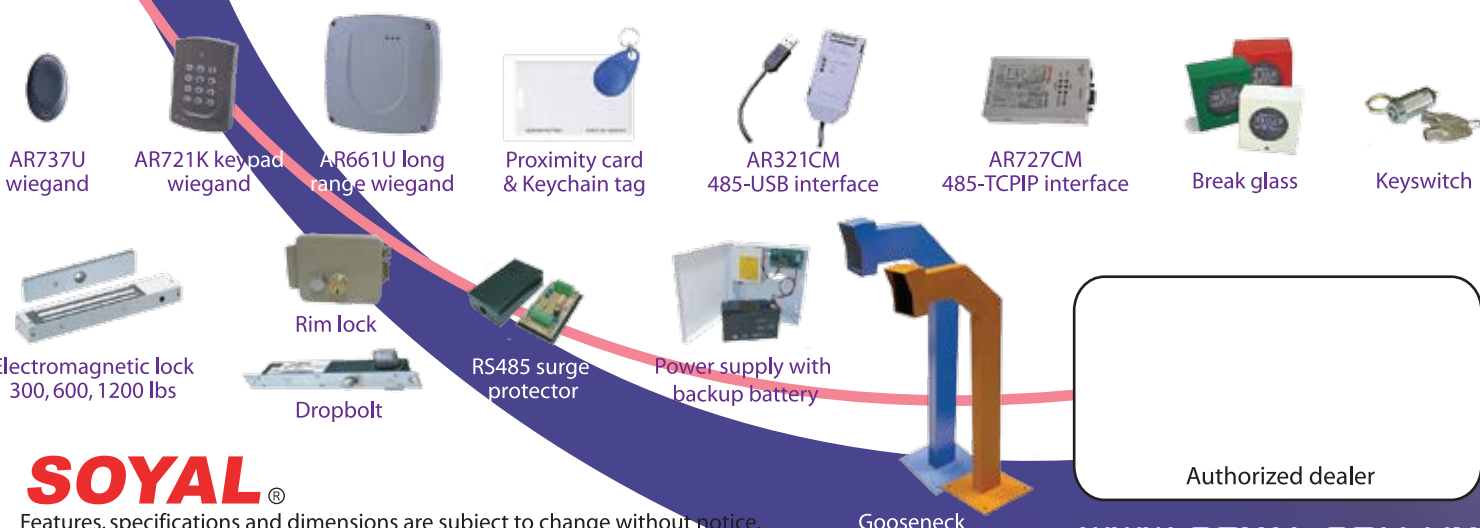 AR737U
wiegand
AR721K keypad
wiegand
AR661U long
range wiegand
Proximity card
& Keychain tag
AR321CM
485-USB interface
AR727CM
485-TCPIP interface
Break glass
Keyswitch
Electromagnetic lock
300, 600, 1200 lbs
Rim lock
Dropbolt
RS485 surge
protector
Power supply with
backup battery
Gooseneck
Authorized dealer
SOYAL®
Features, specifications and dimensions are subject to change without notice.